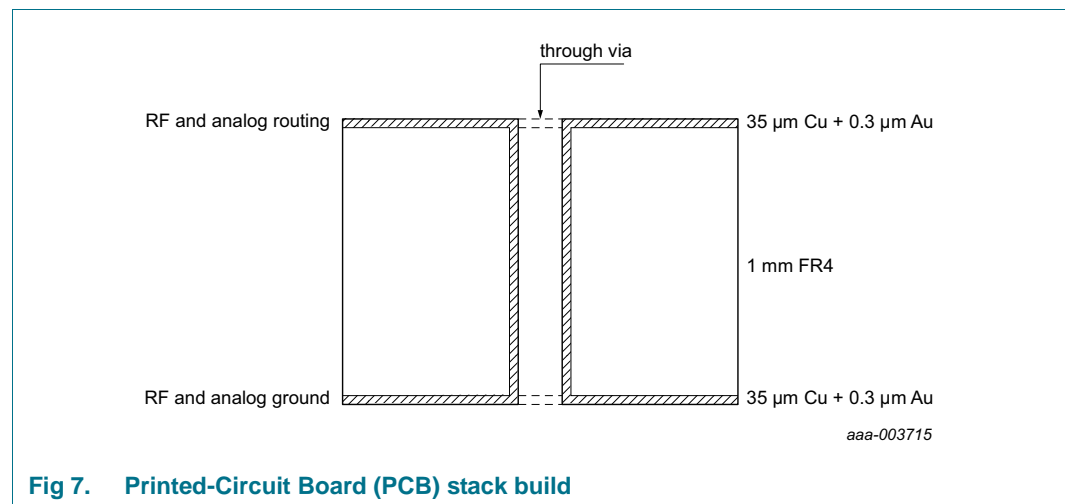 through via
RF and analog routing
35 µm Cu + 0.3 µm Au
1 mm FR4
RF and analog ground
35 µm Cu + 0.3 µm Au
aaa-003715
Fig 7. Printed-Circuit Board (PCB) stack build